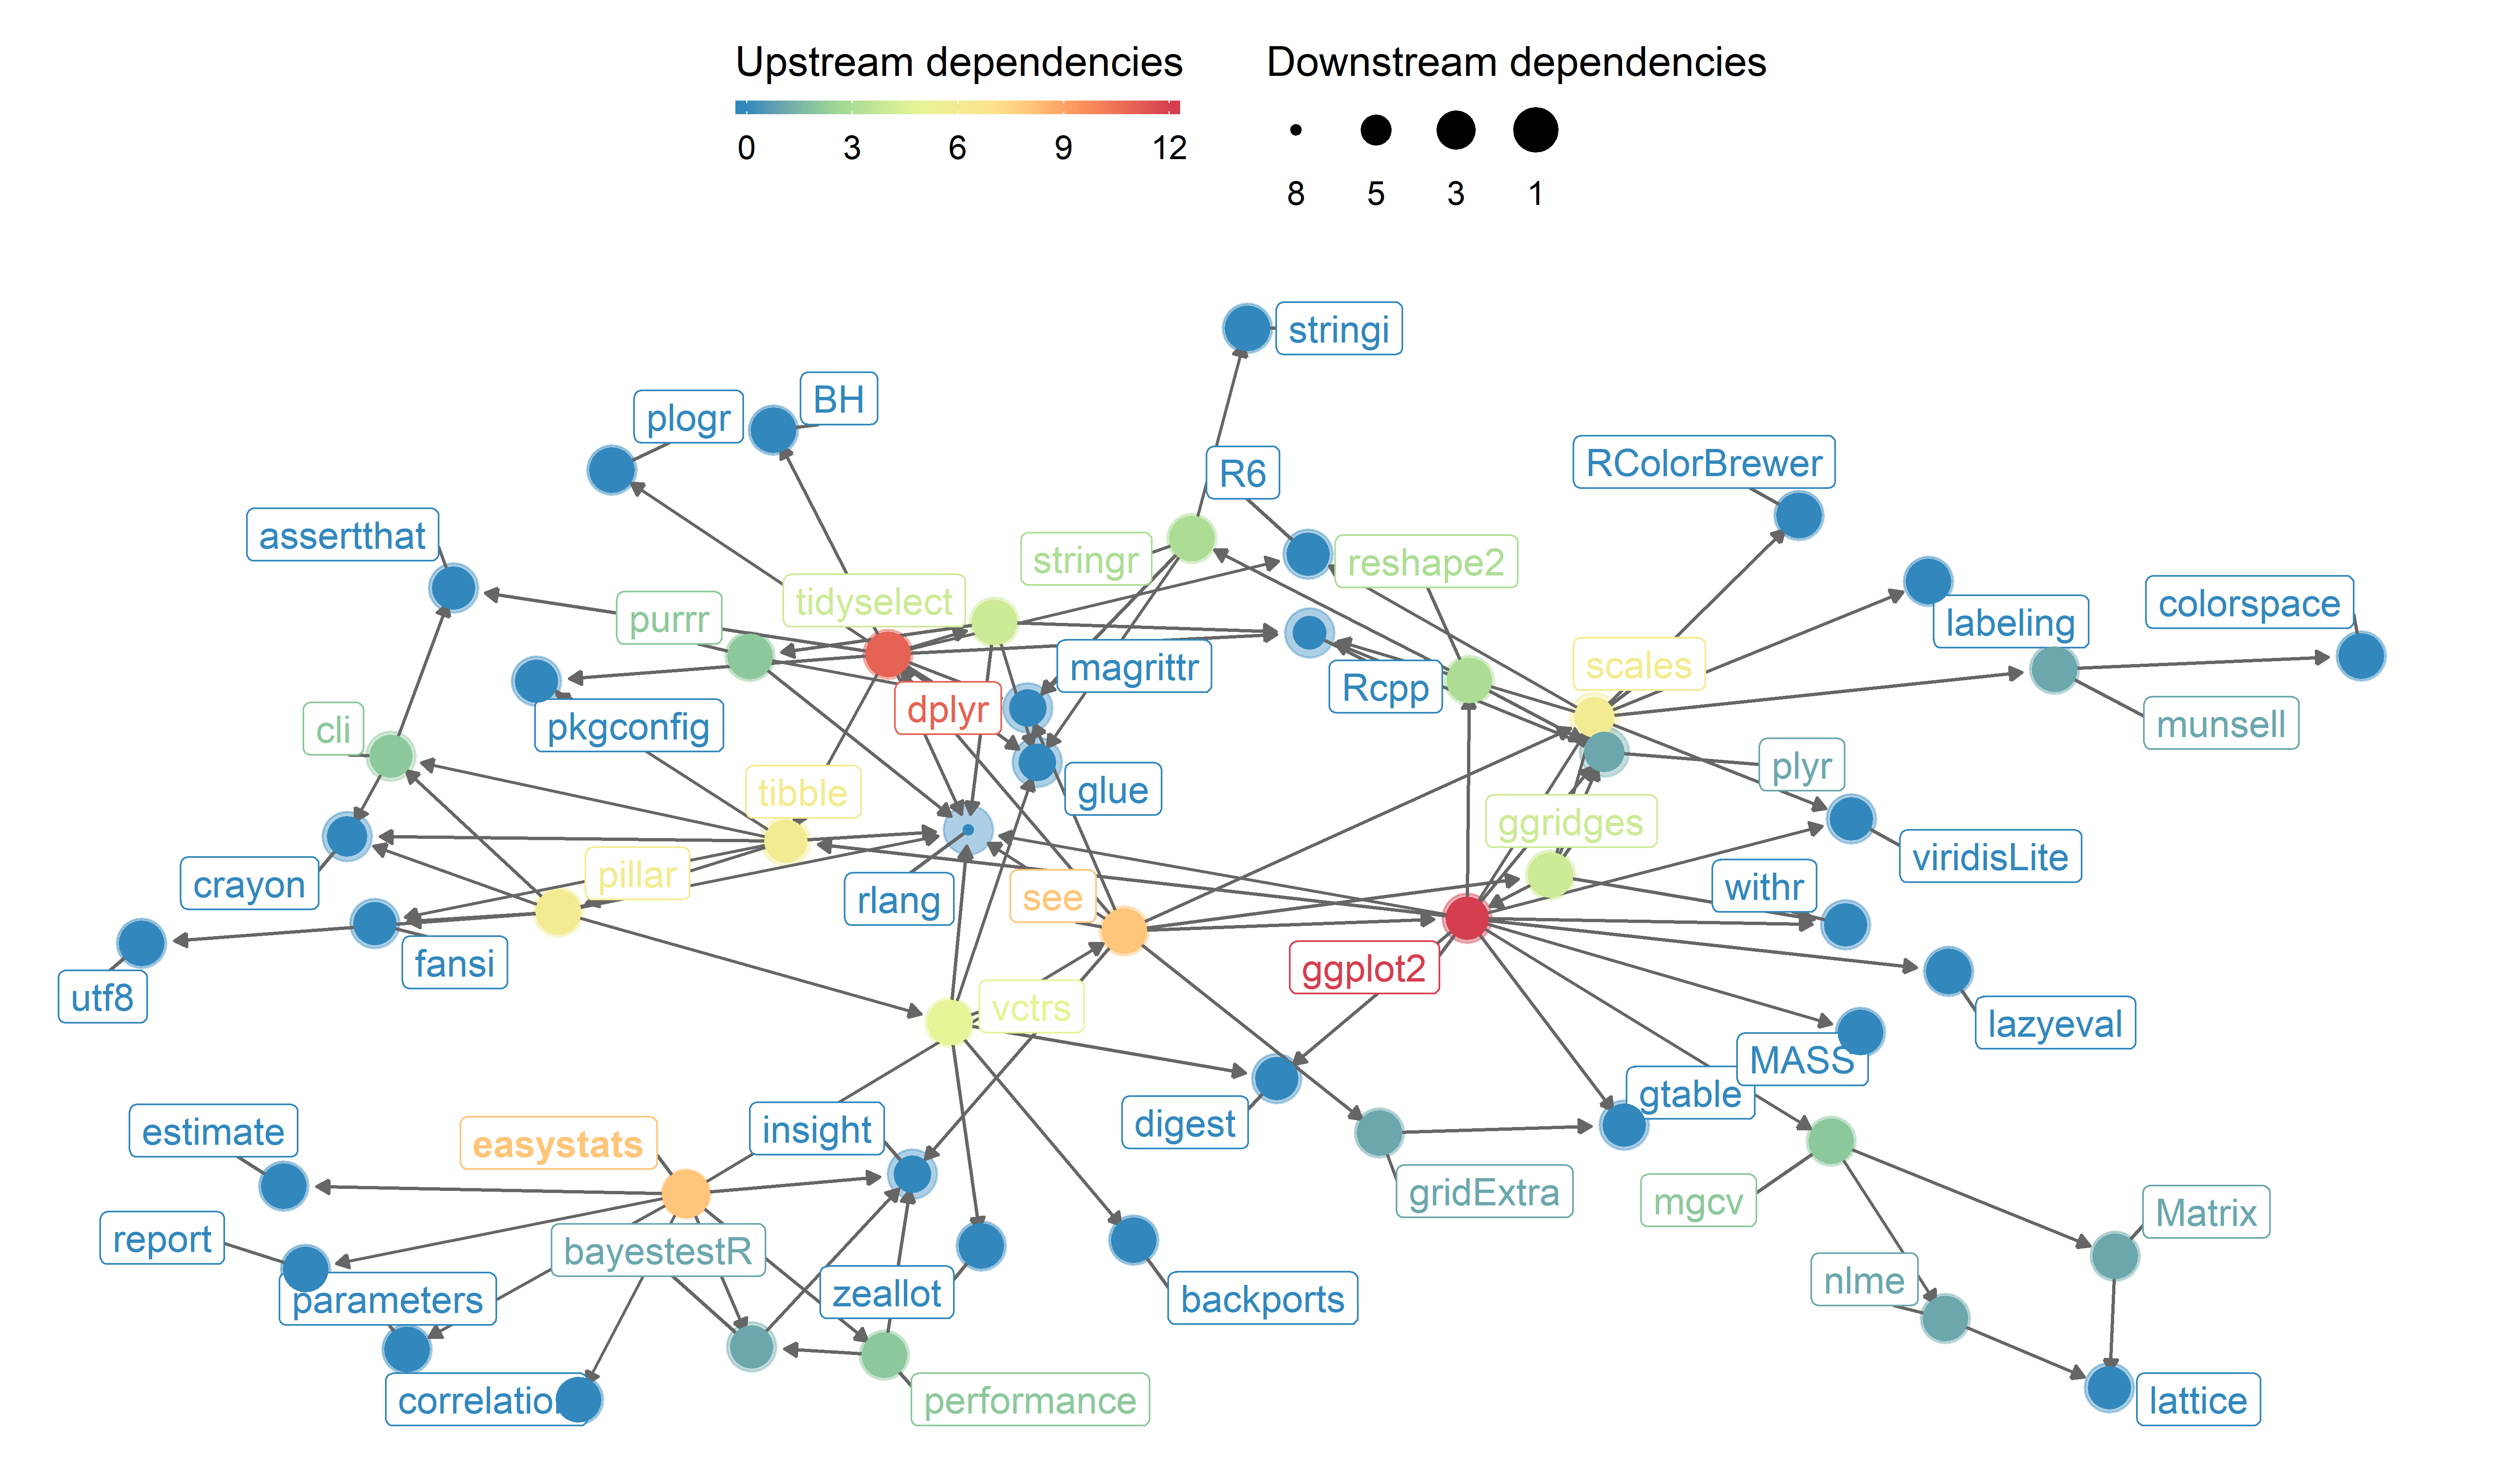 Upstream dependencies
0 3 6 9 12
Downstream dependencies
8 5 3 1
stringi
BH
plogr
RColorBrewer
R6
assertthat
stringr
reshape2
tidyselect
colorspace
purrr
labeling
magrittr
scales
Rcpp
dplyr
munsell
pkgconfig
cli
plyr
tibble
glue
ggridges
viridisLite
pillar
withr
crayon
rlang
see
fansi
ggplot2
utf8
vctrs
lazyeval
MASS
gtable
digest
insight
estimate
easystats
gridExtra
mgcv
Matrix
report
bayestestR
nlme
zeallot
parameters
backports
correlation
performance
lattice